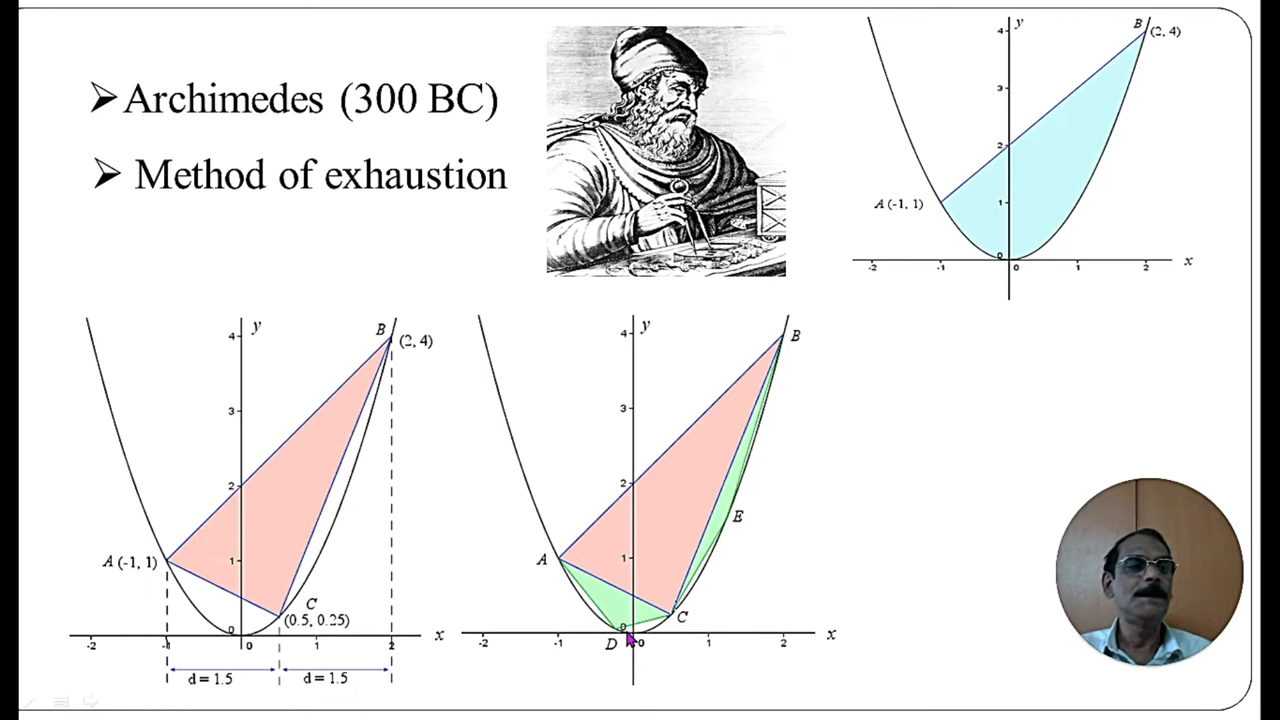 ➢Archimedes (300 BC)
➢ Method of exhaustion
y
B
(2, 4)
4
3
2
A (-1, 1)
1
0
x
-2
-1
0
1
2
y
B
(2, 4)
4
3
2
A (-1, 1)
1
C
(0.5, 0.25)
0
x
-2
-1
0
1
2
d = 1.5
d = 1.5
y
B
4
3
2
E
A
1
C
0
x
-2
-1
D
0
1
2